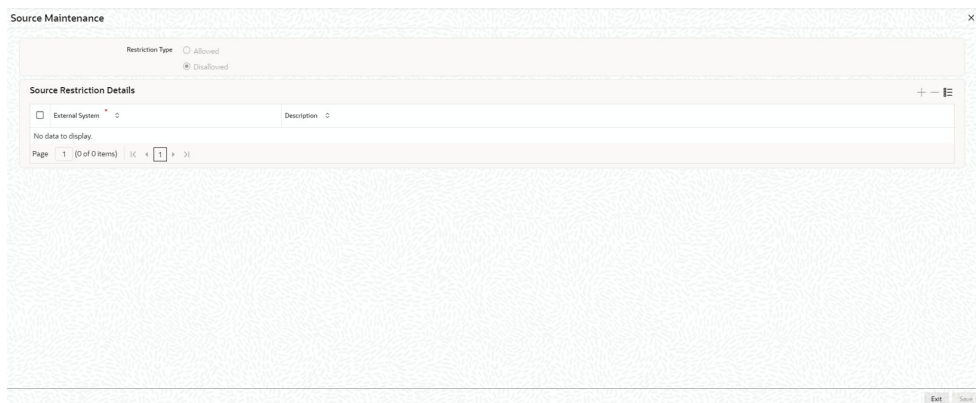 Source Maintenance
Restriction Type
Allowed
Disallowed
Source Restriction Details
External System * Description
No data to display.
Page 1 (0 of 0 items) 1
Exit Save